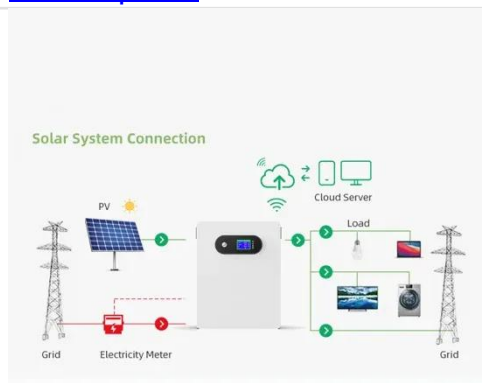 Solar System Connection
Cloud Server
PV
Load
Grid
Electricity Meter
Grid